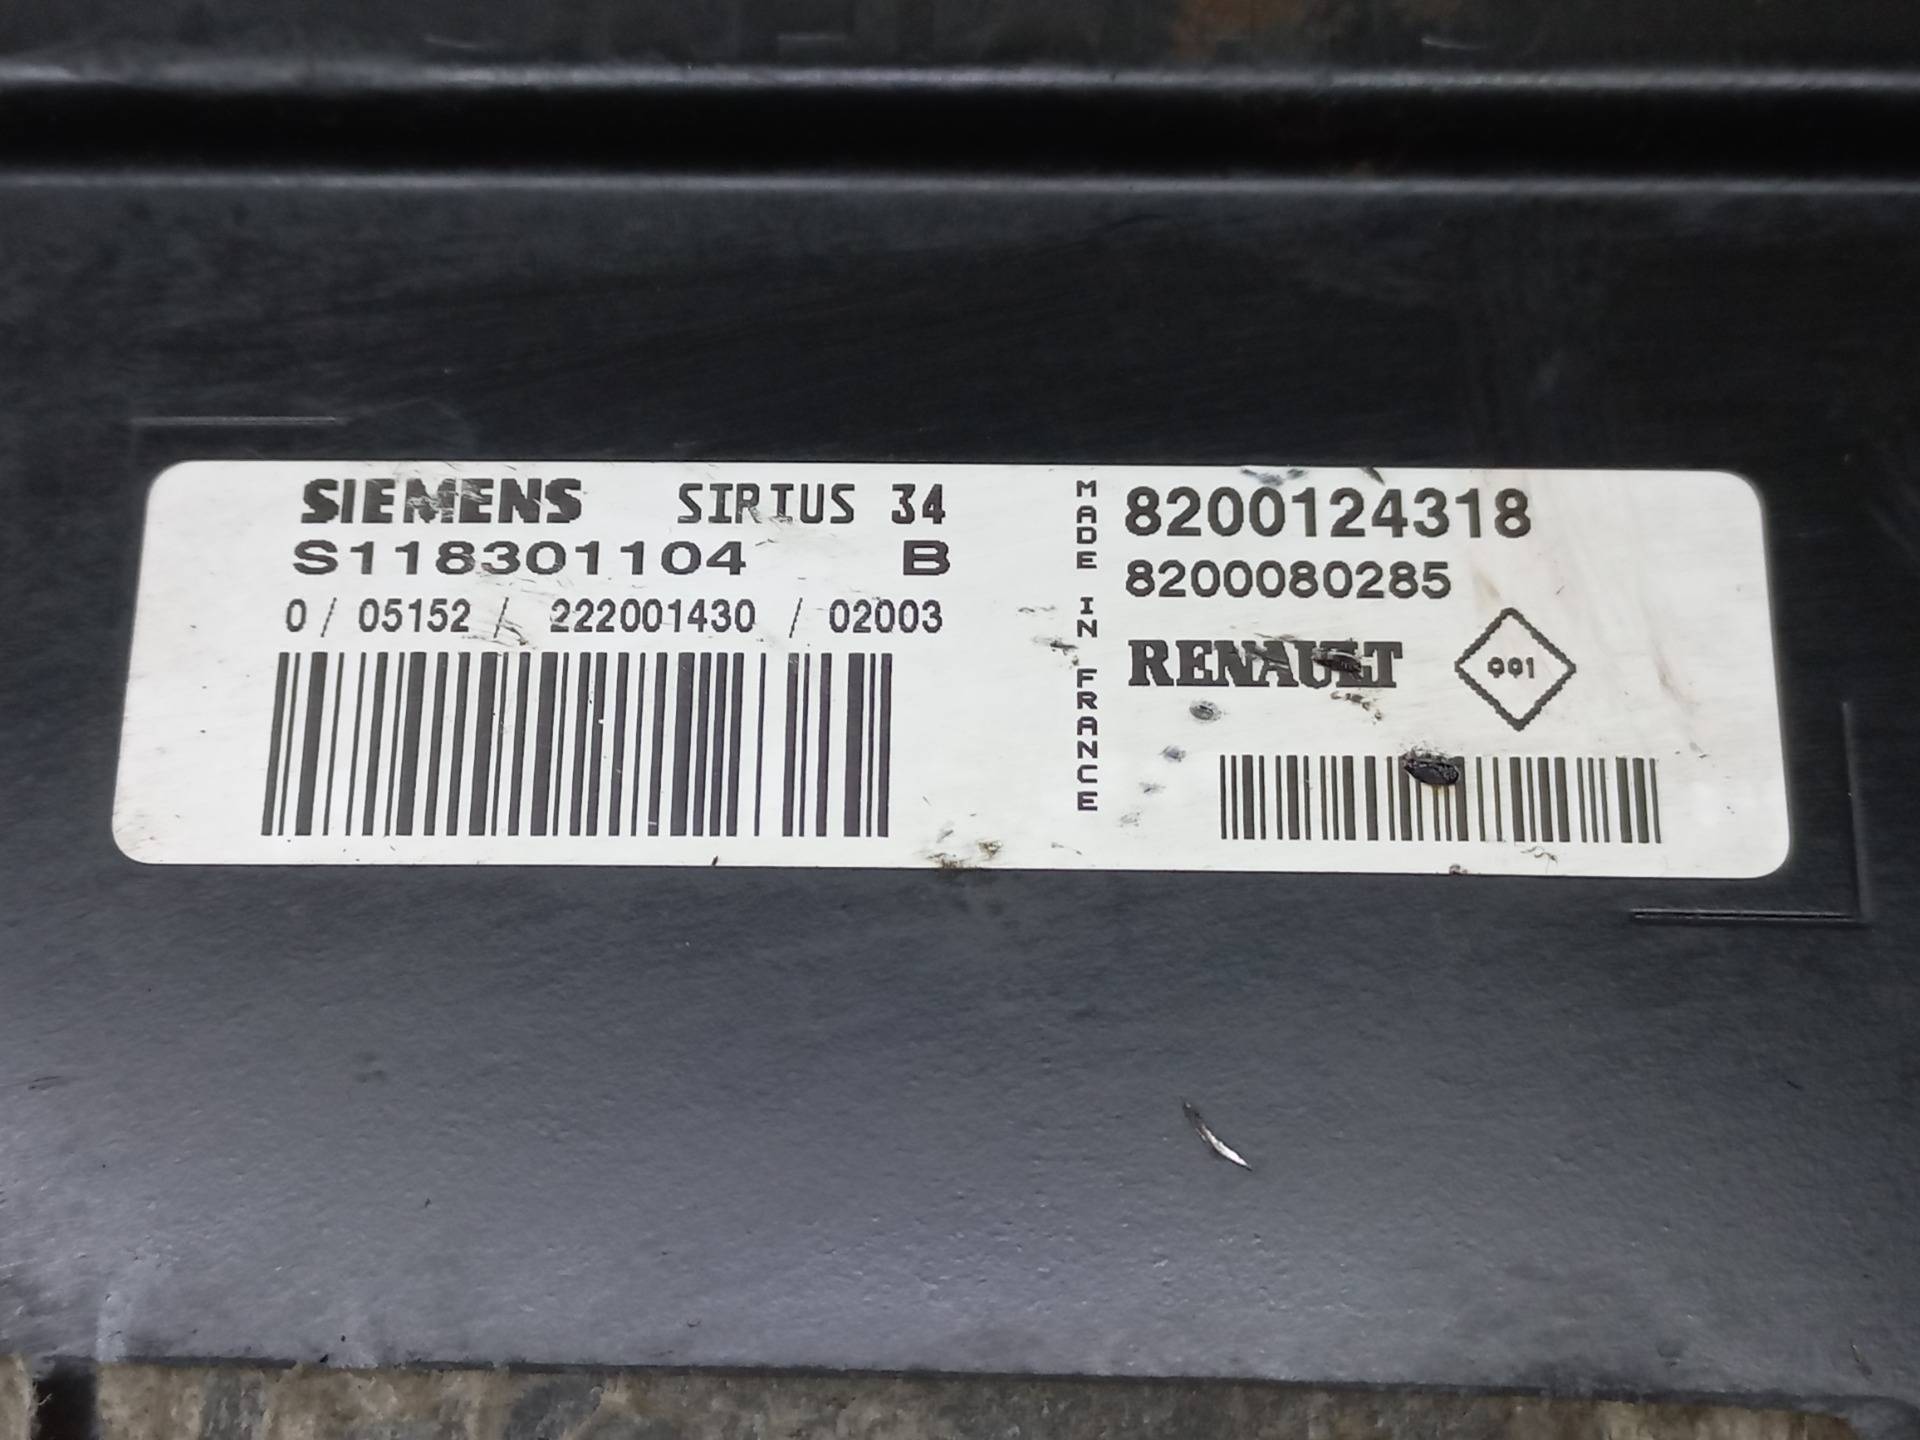 SIEMENS SIRIUS 34
S118301104 B
0 / 05152 / 222001430 / 02003
MADE IN FRANCE
8200124318
8200080285
RENAULT 001